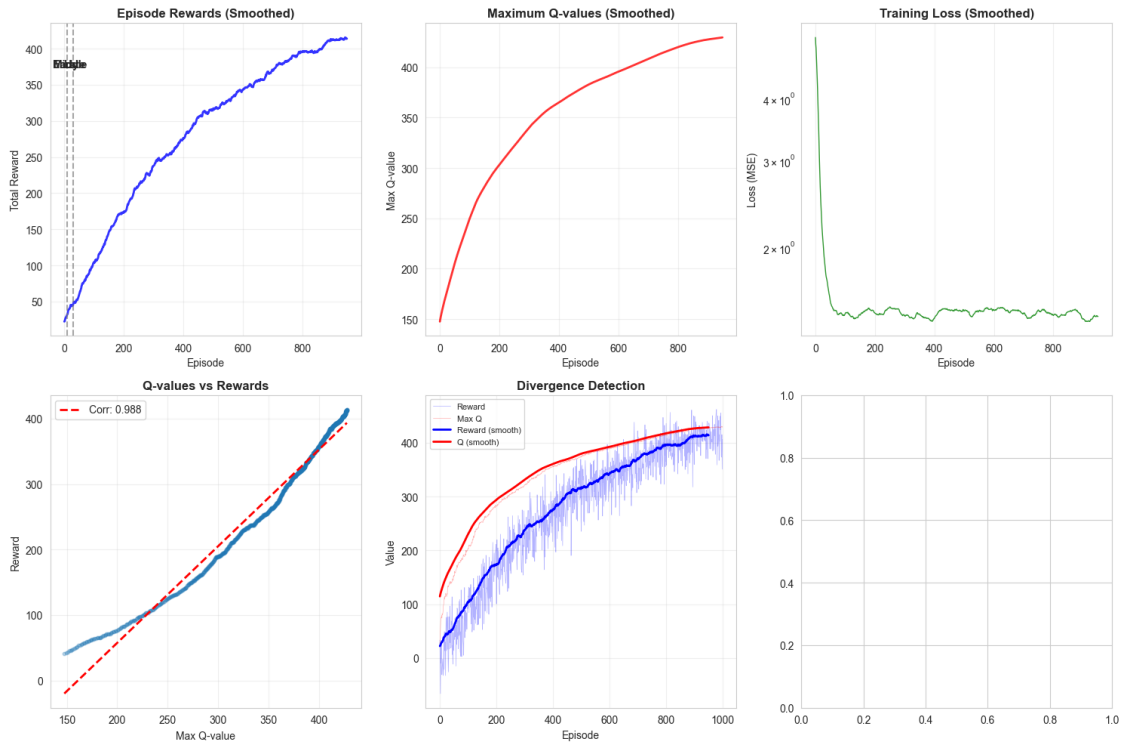 Episode Rewards (Smoothed)
400
350
300
250
200
150
100
50
0
200
400
600
800
Total Reward
Episode
Maximum Q-values (Smoothed)
400
350
300
250
200
150
0
200
400
600
800
Max Q-value
Episode
Training Loss (Smoothed)
4 × 10⁰
3 × 10⁰
2 × 10⁰
0
200
400
600
800
Loss (MSE)
Episode
Q-values vs Rewards
Corr: 0.988
400
300
200
100
0
150
200
250
300
350
400
Reward
Max Q-value
Divergence Detection
Reward
Max Q
Reward (smooth)
Q (smooth)
400
300
200
100
0
0
200
400
600
800
1000
Value
Episode
1.0
0.8
0.6
0.4
0.2
0.0
0.0
0.2
0.4
0.6
0.8
1.0